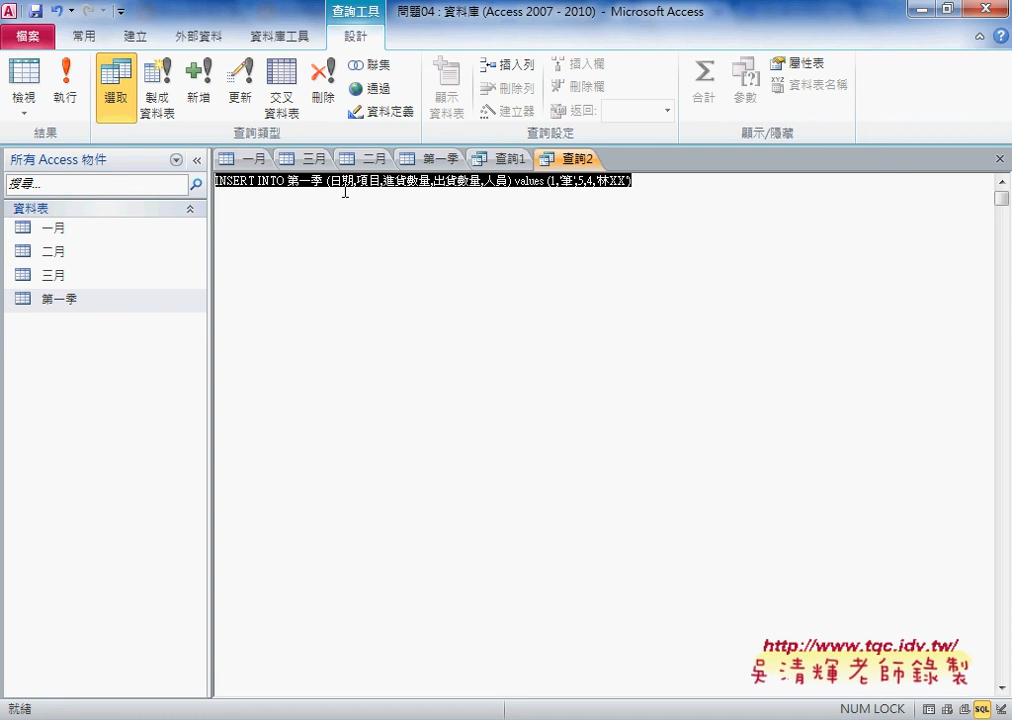 問題04 : 資料庫 (Access 2007 - 2010) - Microsoft Access
查詢工具
檔案 常用 建立 外部資料 資料庫工具 設計
檢視 執行 選取 製成資料表 新增 更新 交叉資料表 刪除
聯集
通過
資料定義
顯示資料表
插入列
刪除列
建立器
插入欄
刪除欄
返回:
合計 參數
屬性表
資料表名稱
結果 查詢類型 查詢設定 顯示/隱藏
所有 Access 物件
一月 三月 二月 第一季 查詢1 查詢2
搜尋...
INSERT INTO 第一季 (日期,項目,進貨數量,出貨數量,人員) values (1,'筆',5,4,'林XX')
資料表
一月
二月
三月
第一季
http://www.tqc.idv.tw/
吳清輝老師錄製
就緒
NUM LOCK
SQL